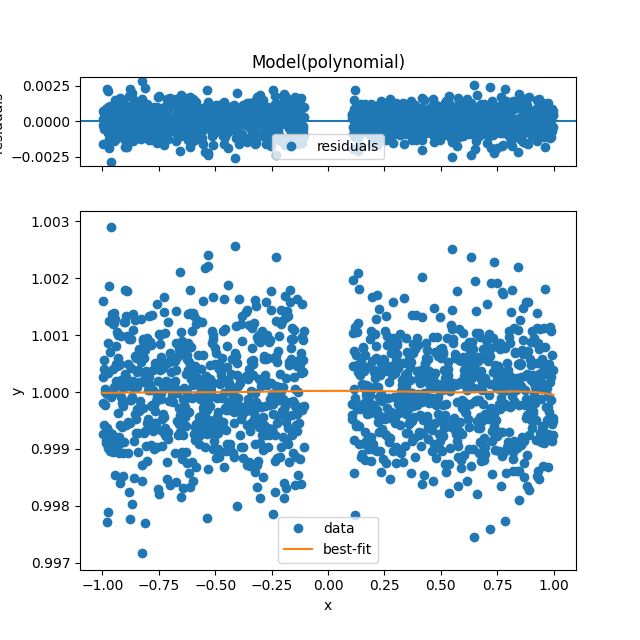 Model(polynomial)
0.0025
0.0000
−0.0025
residuals
residuals
1.003
1.002
1.001
1.000
0.999
0.998
0.997
y
data
best-fit
−1.00 −0.75 −0.50 −0.25 0.00 0.25 0.50 0.75 1.00
x